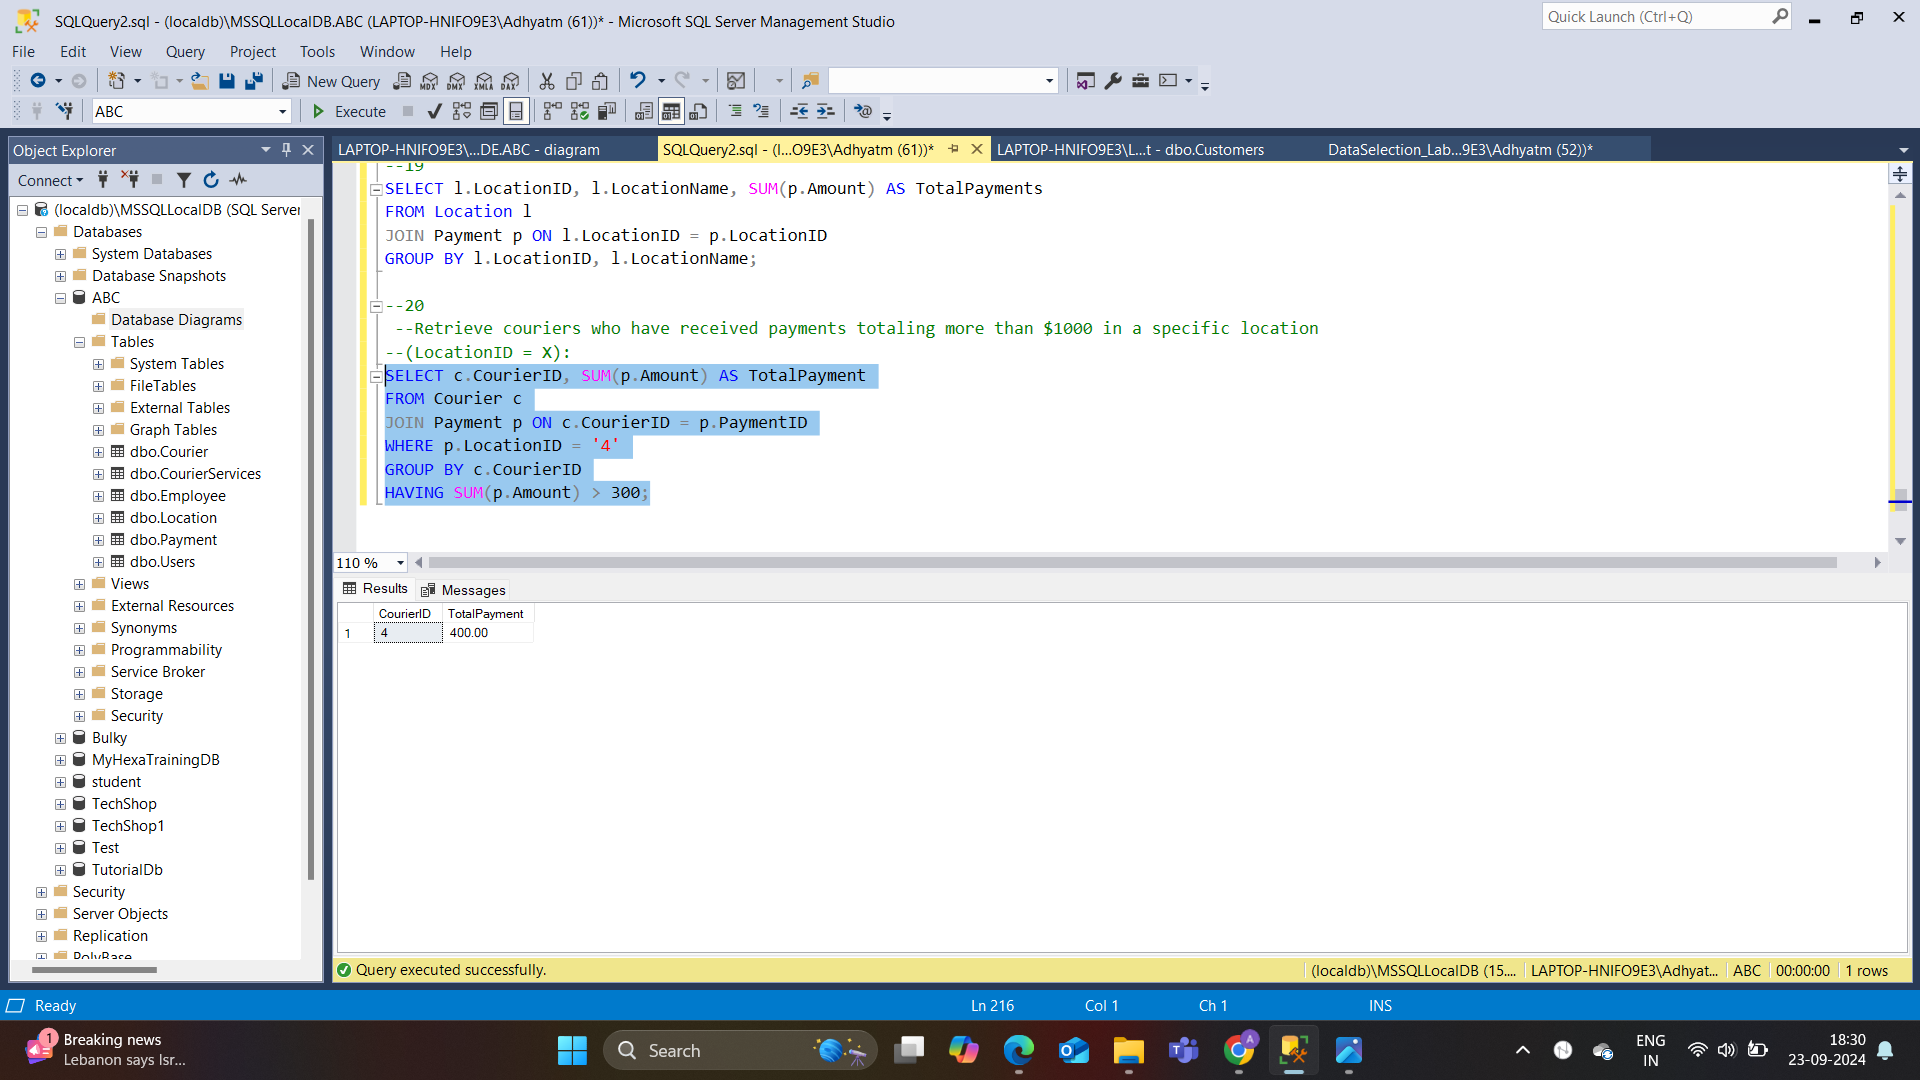 SQLQuery2.sql - (localdb)\MSSQLLocalDB.ABC (LAPTOP-HNIFO9E3\Adhyatm (61))* - Microsoft SQL Server Management Studio
Quick Launch (Ctrl+Q)
File Edit View Query Project Tools Window Help
New Query MDX DMX XMLA DAX
ABC Execute
Object Explorer
Connect
(localdb)\MSSQLLocalDB (SQL Server
Databases
System Databases
Database Snapshots
ABC
Database Diagrams
Tables
System Tables
FileTables
External Tables
Graph Tables
dbo.Courier
dbo.CourierServices
dbo.Employee
dbo.Location
dbo.Payment
dbo.Users
Views
External Resources
Synonyms
Programmability
Service Broker
Storage
Security
Bulky
MyHexaTrainingDB
student
TechShop
TechShop1
Test
TutorialDb
Security
Server Objects
Replication
PolyBase
LAPTOP-HNIFO9E3\...DE.ABC - diagram
SQLQuery2.sql - (l...O9E3\Adhyatm (61))*
LAPTOP-HNIFO9E3\L...t - dbo.Customers
DataSelection_Lab...9E3\Adhyatm (52))*
--19
SELECT l.LocationID, l.LocationName, SUM(p.Amount) AS TotalPayments
FROM Location l
JOIN Payment p ON l.LocationID = p.LocationID
GROUP BY l.LocationID, l.LocationName;
--20
--Retrieve couriers who have received payments totaling more than $1000 in a specific location
--(LocationID = X):
SELECT c.CourierID, SUM(p.Amount) AS TotalPayment
FROM Courier c
JOIN Payment p ON c.CourierID = p.PaymentID
WHERE p.LocationID = '4'
GROUP BY c.CourierID
HAVING SUM(p.Amount) > 300;
110 %
Results Messages
CourierID TotalPayment
1 4 400.00
Query executed successfully.
(localdb)\MSSQLLocalDB (15.... LAPTOP-HNIFO9E3\Adhyat... ABC 00:00:00 1 rows
Ready Ln 216 Col 1 Ch 1 INS
1
Breaking news
Lebanon says Isr...
Search
A
ENG
IN
18:30
23-09-2024